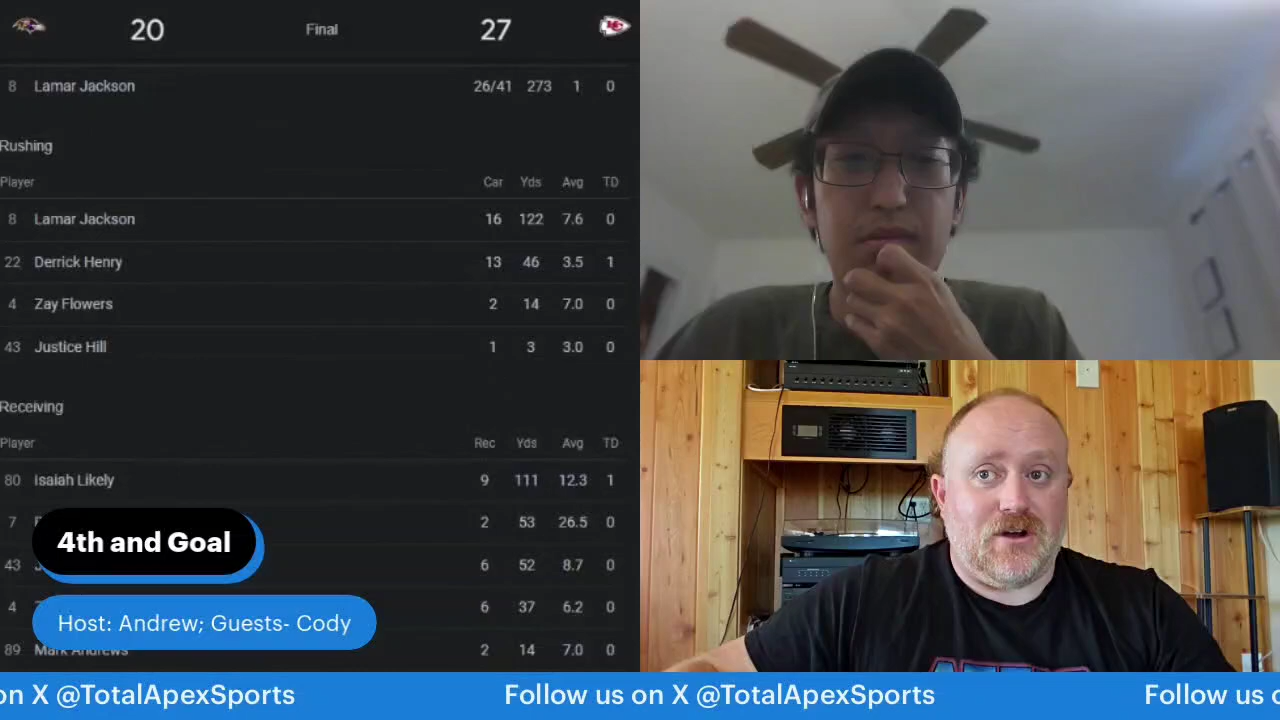 20 Final 27
8 Lamar Jackson 26/41 273 1 0
Rushing
Player Car Yds Avg TD
8 Lamar Jackson 16 122 7.6 0
22 Derrick Henry 13 46 3.5 1
4 Zay Flowers 2 14 7.0 0
43 Justice Hill 1 3 3.0 0
Receiving
Player Rec Yds Avg TD
80 Isaiah Likely 9 111 12.3 1
7 2 53 26.5 0
43 6 52 8.7 0
4 6 37 6.2 0
89 Mark Andrews 2 14 7.0 0
4th and Goal
Host: Andrew; Guests- Cody
on X @TotalApexSports Follow us on X @TotalApexSports Follow us